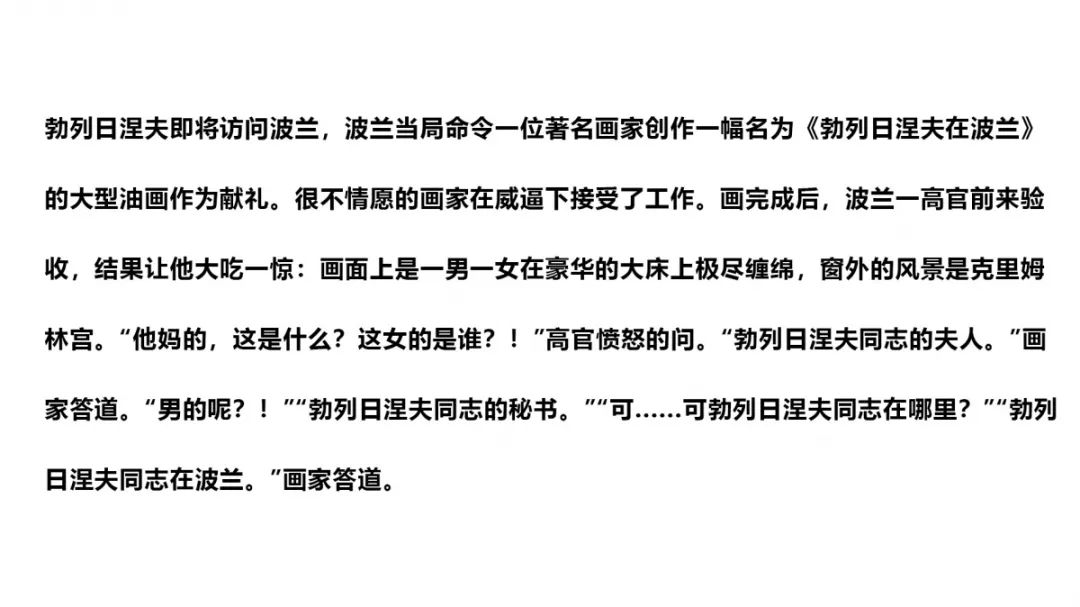 勃列日涅夫即将访问波兰，波兰当局命令一位著名画家创作一幅名为《勃列日涅夫在波兰》
的大型油画作为献礼。很不情愿的画家在威逼下接受了工作。画完成后，波兰一高官前来验
收，结果让他大吃一惊：画面上是一男一女在豪华的大床上极尽缠绵，窗外的风景是克里姆
林宫。“他妈的，这是什么？这女的是谁？！”高官愤怒的问。“勃列日涅夫同志的夫人。”画
家答道。“男的呢？！”“勃列日涅夫同志的秘书。”“可……可勃列日涅夫同志在哪里？”“勃列
日涅夫同志在波兰。”画家答道。